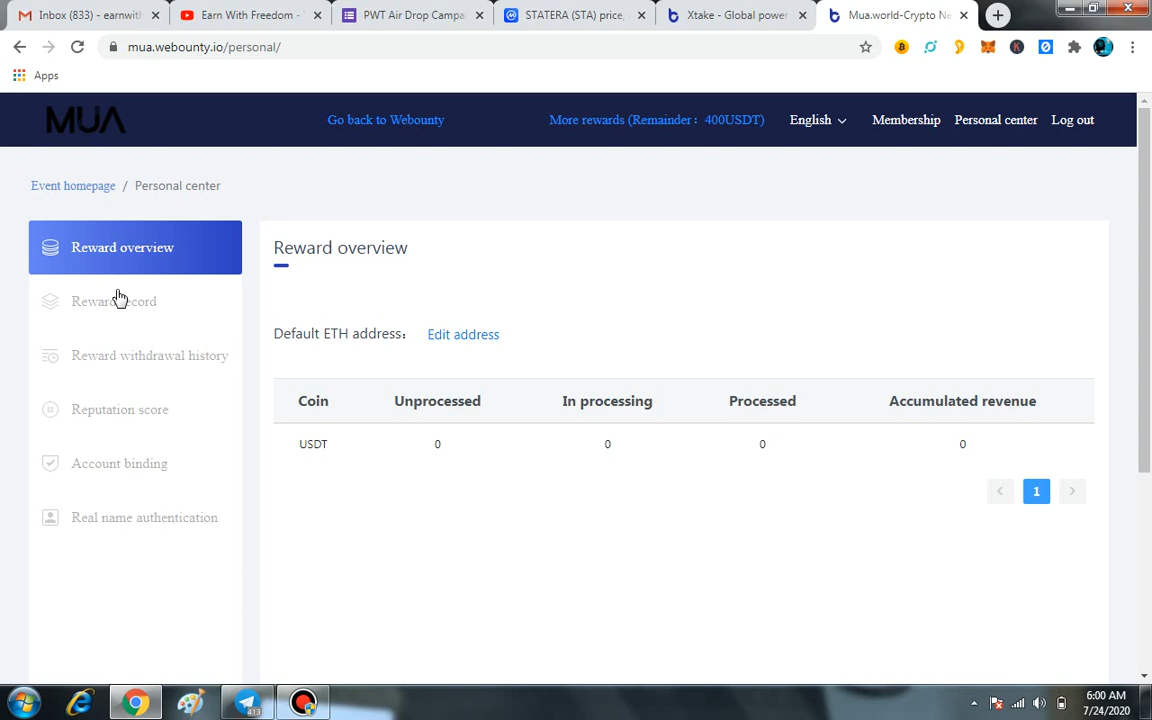 Inbox (833) - earnwith
Earn With Freedom -
PWT Air Drop Campa
STATERA (STA) price,
Xtake - Global power
Mua.world-Crypto Ne
mua.webounty.io/personal/
Apps
MUA
Go back to Webounty
More rewards (Remainder： 400USDT)
English
Membership
Personal center
Log out
Event homepage / Personal center
Reward overview
Reward record
Reward withdrawal history
Reputation score
Account binding
Real name authentication
Reward overview
Default ETH address： Edit address
Coin Unprocessed In processing Processed Accumulated revenue
USDT 0 0 0 0
1
413
6:00 AM
7/24/2020